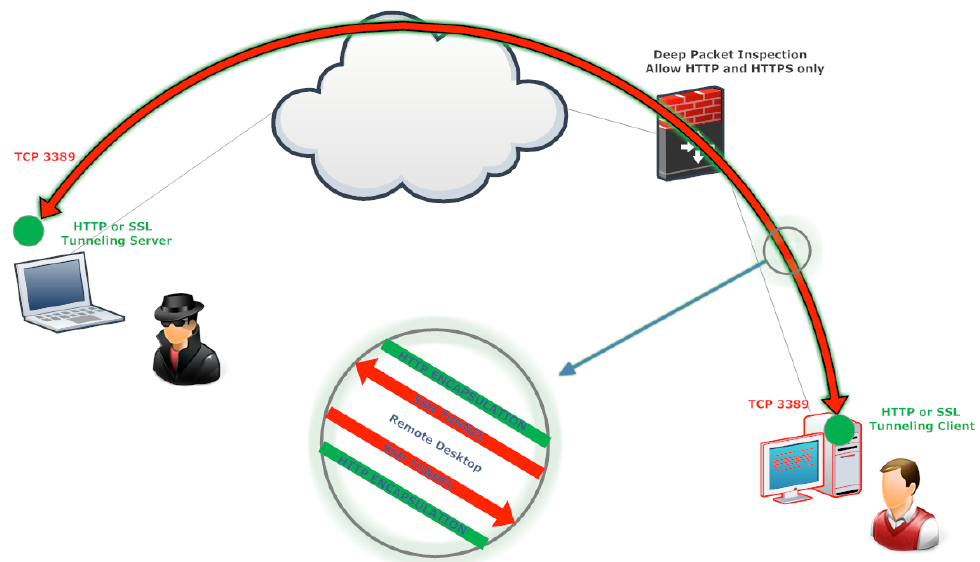 Deep Packet Inspection
Allow HTTP and HTTPS only
TCP 3389
HTTP or SSL
Tunneling Server
HTTP ENCAPSULATION
SSH TUNNEL
Remote Desktop
SSH TUNNEL
HTTP ENCAPSULATION
TCP 3389
HTTP or SSL
Tunneling Client